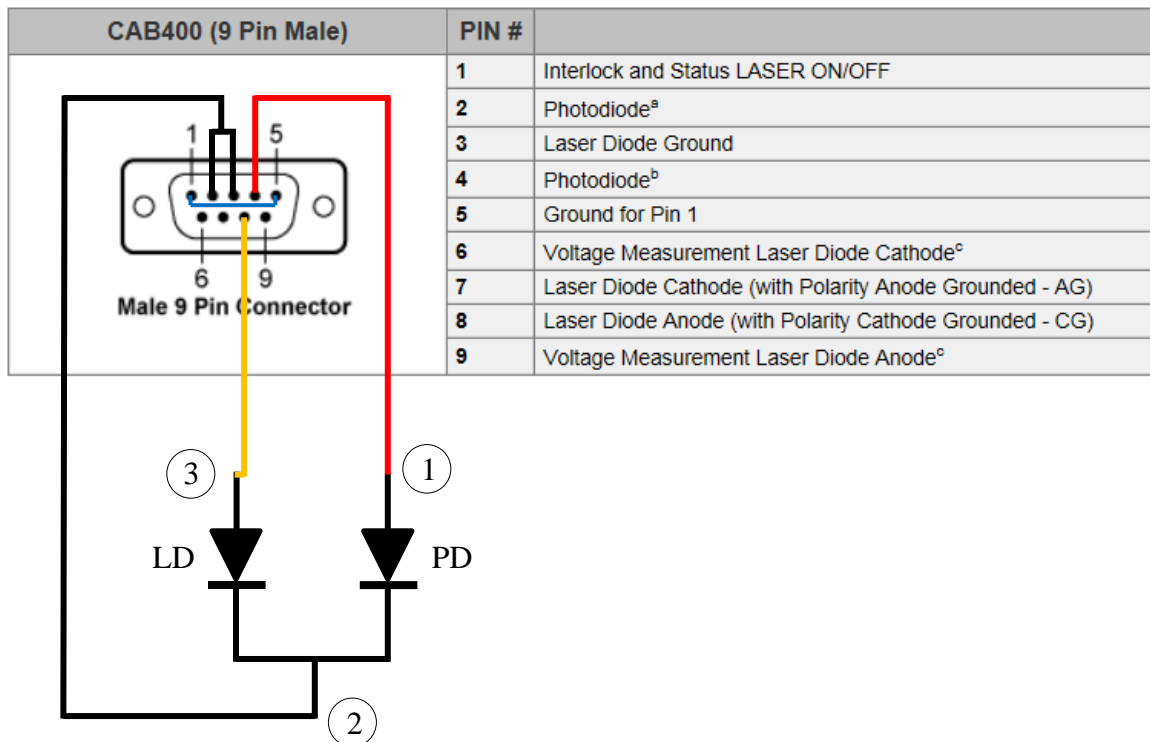 CAB400 (9 Pin Male) PIN #
1 Interlock and Status LASER ON/OFF
2 Photodiodeᵃ
3 Laser Diode Ground
4 Photodiodeᵇ
5 Ground for Pin 1
6 Voltage Measurement Laser Diode Cathodeᶜ
7 Laser Diode Cathode (with Polarity Anode Grounded - AG)
8 Laser Diode Anode (with Polarity Cathode Grounded - CG)
9 Voltage Measurement Laser Diode Anodeᶜ
1 5
6 9
Male 9 Pin Connector
3 1
LD PD
2